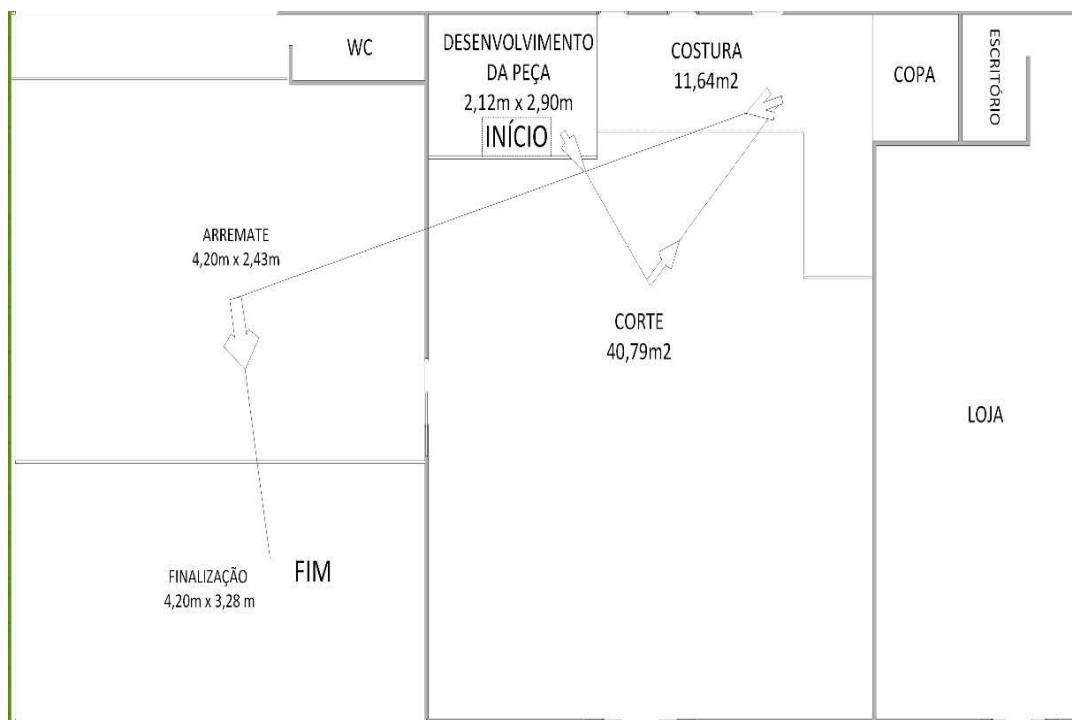 WC
DESENVOLVIMENTO
DA PEÇA
2,12m x 2,90m
INÍCIO
COSTURA
11,64m2
COPA
ESCRITÓRIO
ARREMATE
4,20m x 2,43m
CORTE
40,79m2
LOJA
FINALIZAÇÃO
4,20m x 3,28 m
FIM